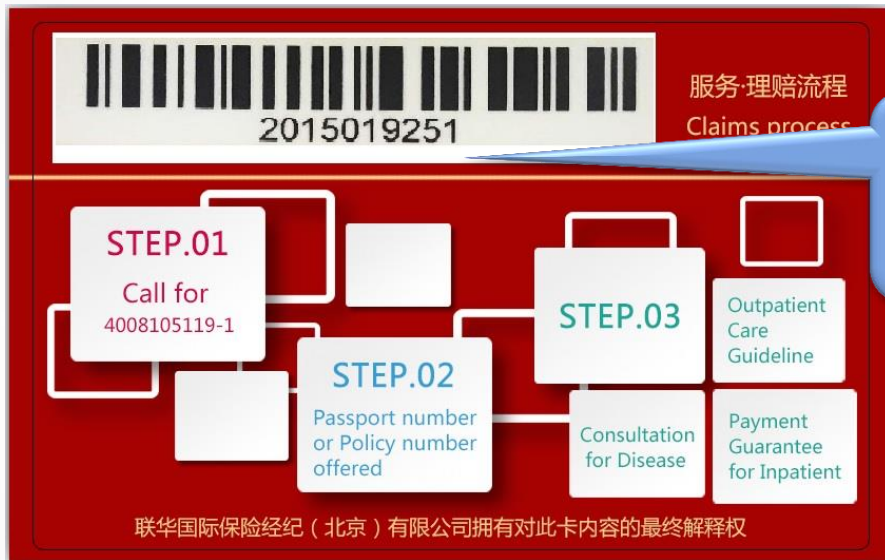 2015019251
服务·理赔流程
Claims process
STEP.01
Call for
4008105119-1
STEP.02
Passport number
or Policy number
offered
STEP.03
Outpatient
Care
Guideline
Consultation
for Disease
Payment
Guarantee
for Inpatient
联华国际保险经纪（北京）有限公司拥有对此卡内容的最终解释权